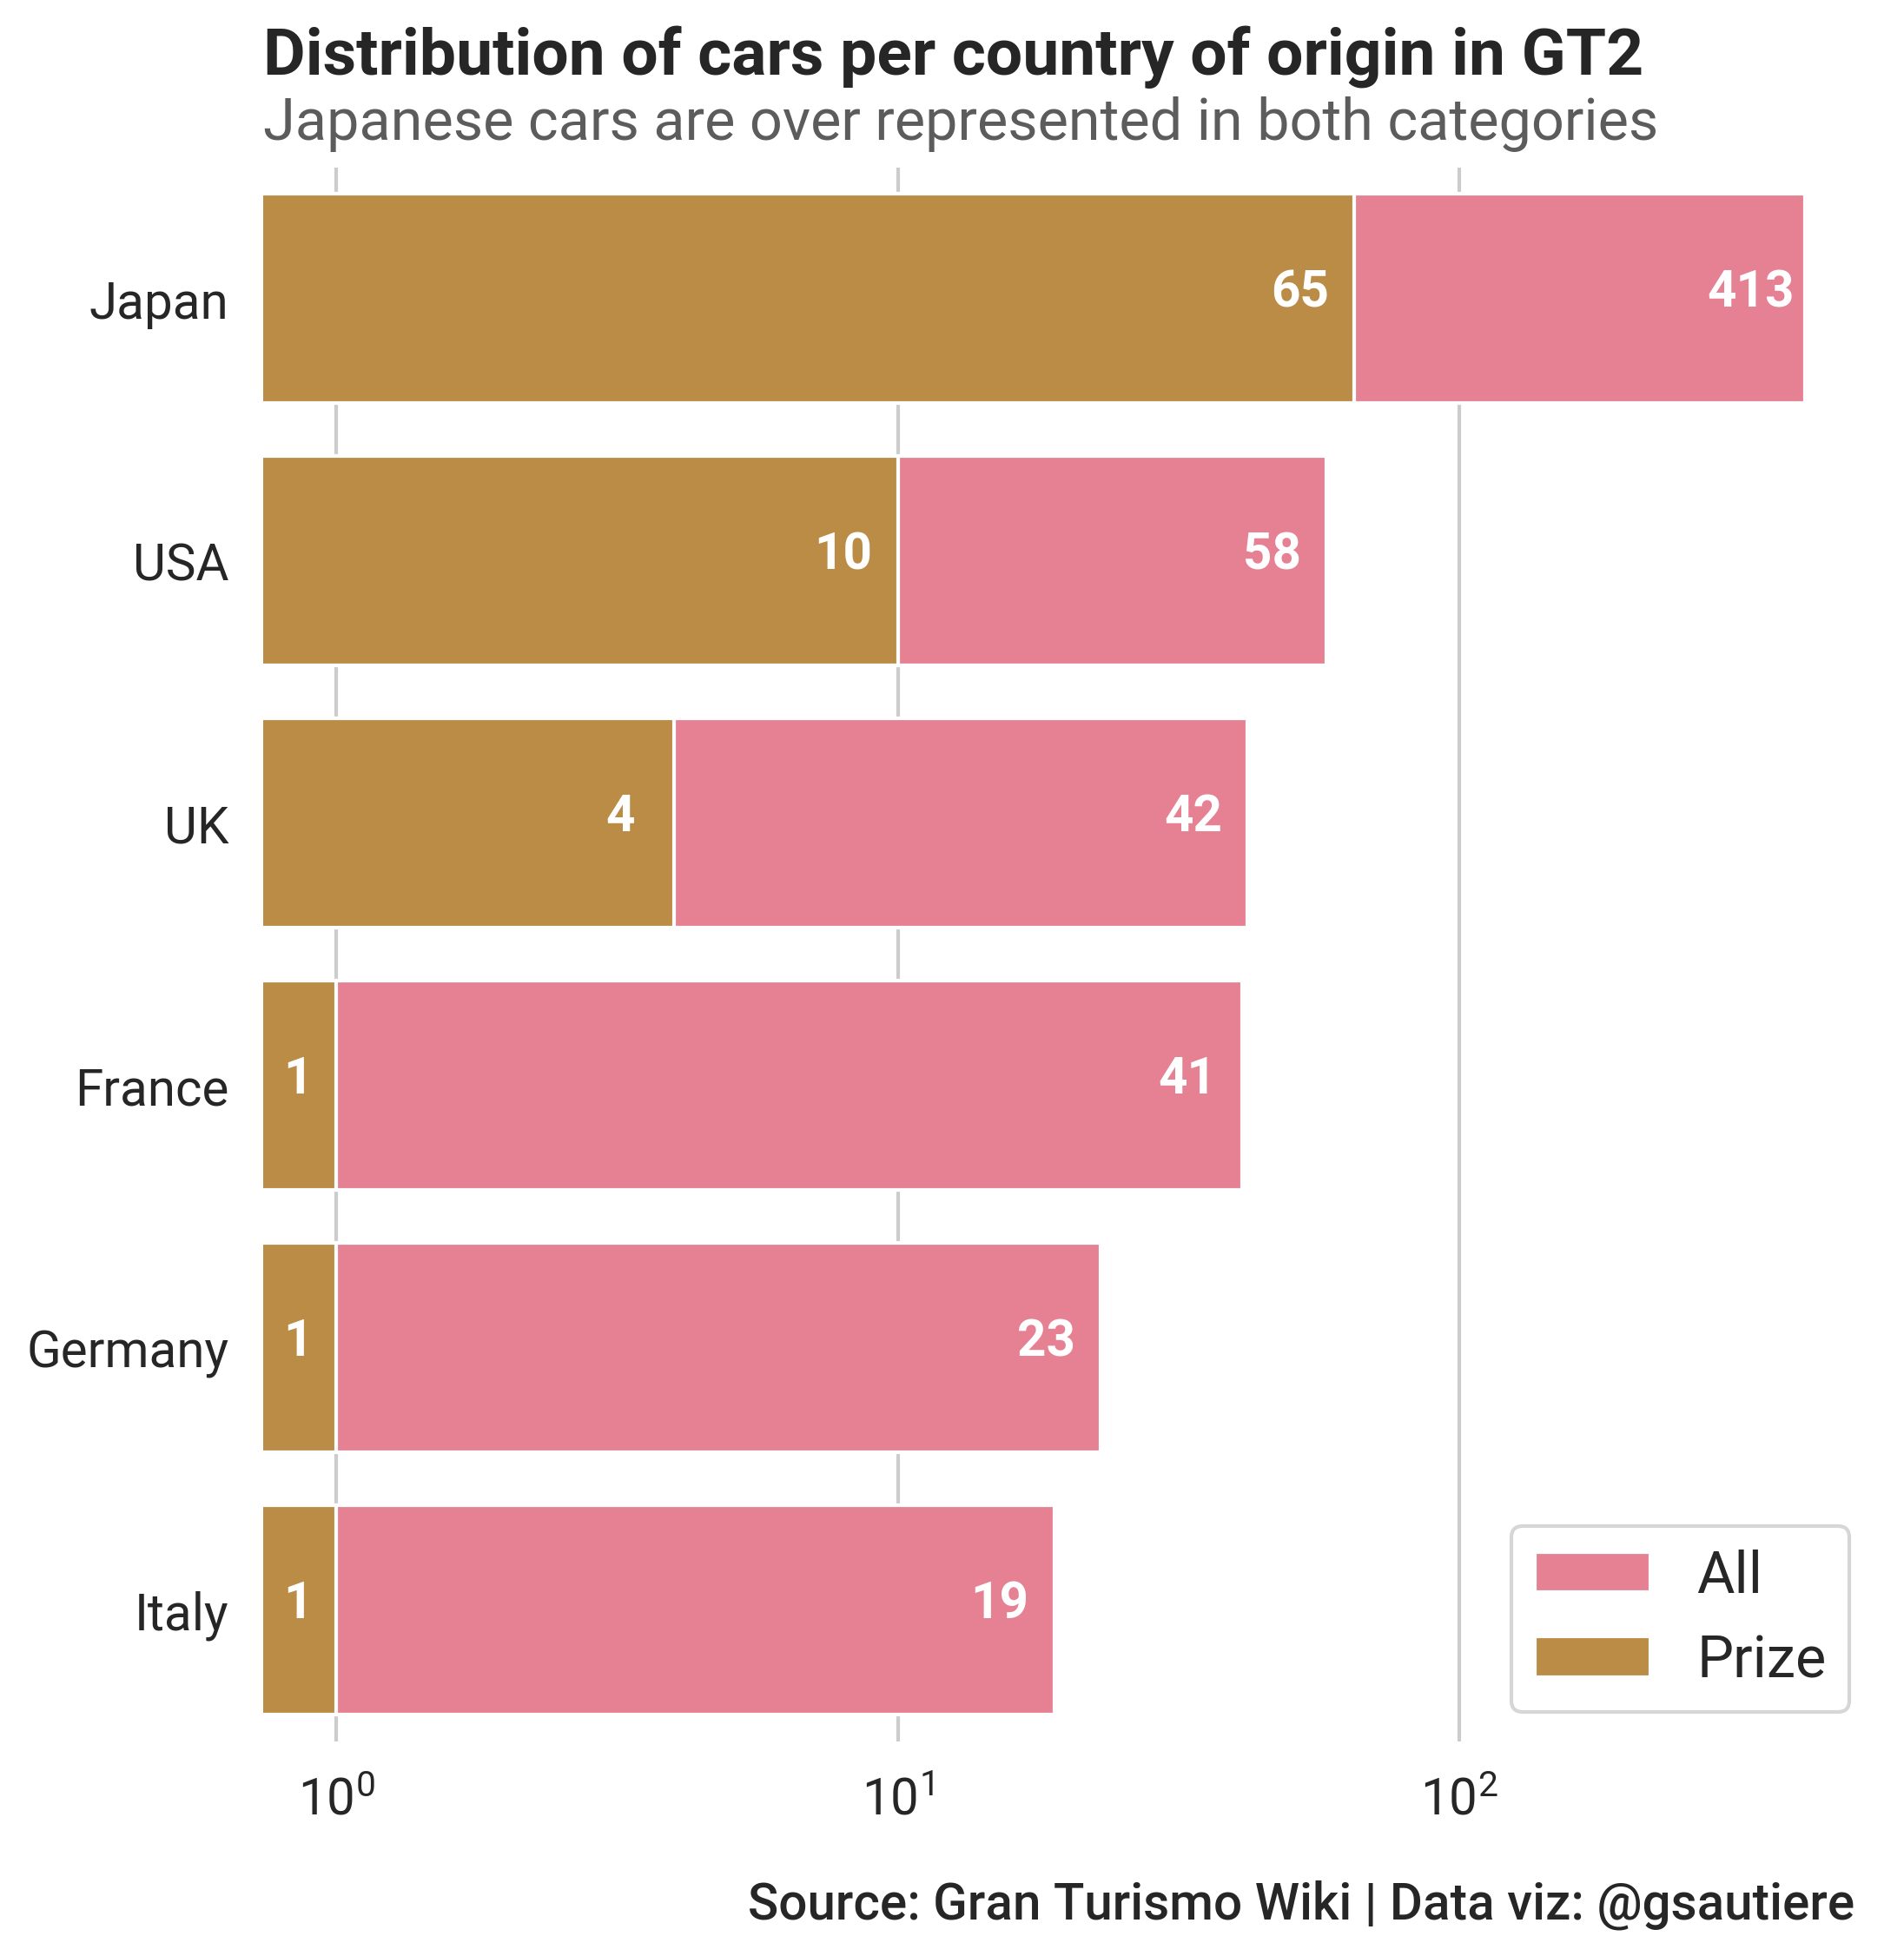 Distribution of cars per country of origin in GT2
Japanese cars are over represented in both categories
Japan 65 413
USA 10 58
UK 4 42
France 1 41
Germany 1 23
Italy 1 19
All
Prize
10⁰ 10¹ 10²
Source: Gran Turismo Wiki | Data viz: @gsautiere